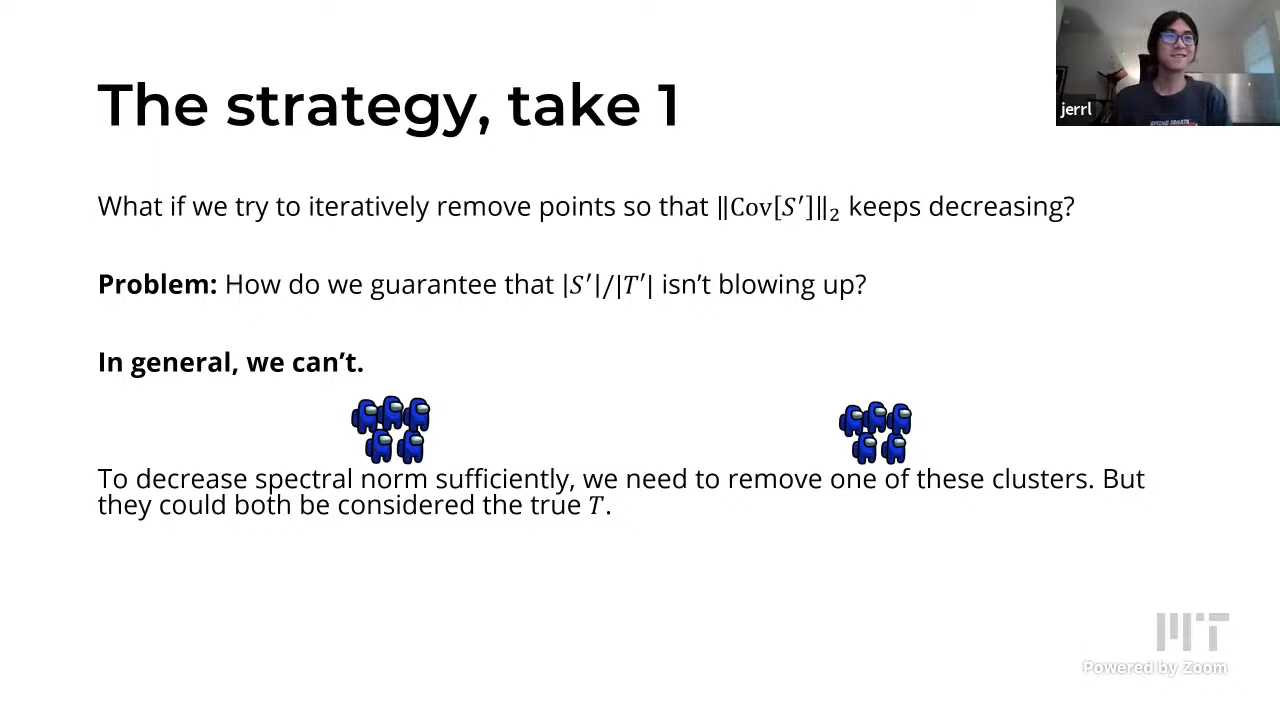 The strategy, take 1
jerrl
What if we try to iteratively remove points so that ‖Cov[S′]‖₂ keeps decreasing?
Problem: How do we guarantee that |S′|/|T′| isn't blowing up?
In general, we can't.
To decrease spectral norm sufficiently, we need to remove one of these clusters. But
they could both be considered the true T.
MIT
Powered by Zoom